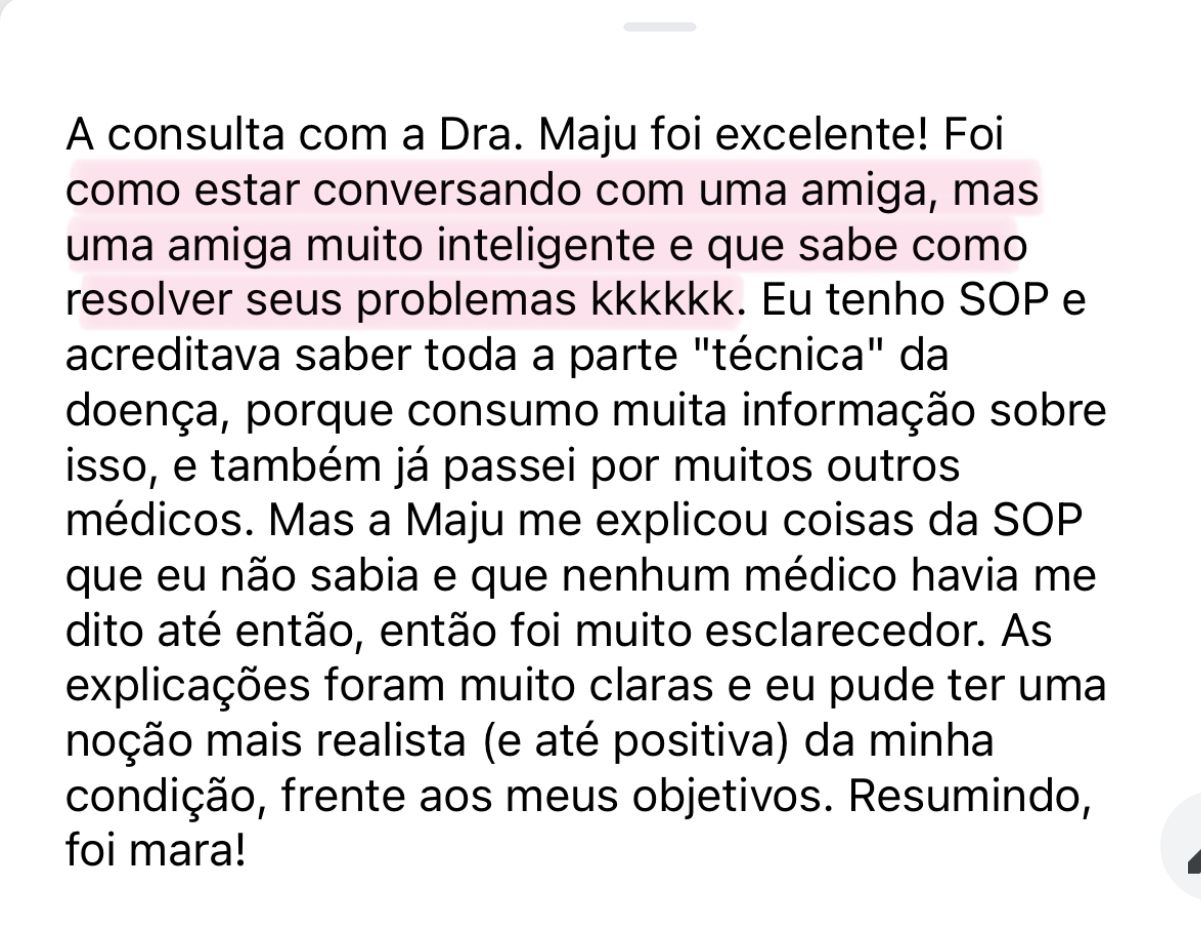 A consulta com a Dra. Maju foi excelente! Foi
como estar conversando com uma amiga, mas
uma amiga muito inteligente e que sabe como
resolver seus problemas kkkkkk. Eu tenho SOP e
acreditava saber toda a parte "técnica" da
doença, porque consumo muita informação sobre
isso, e também já passei por muitos outros
médicos. Mas a Maju me explicou coisas da SOP
que eu não sabia e que nenhum médico havia me
dito até então, então foi muito esclarecedor. As
explicações foram muito claras e eu pude ter uma
noção mais realista (e até positiva) da minha
condição, frente aos meus objetivos. Resumindo,
foi mara!